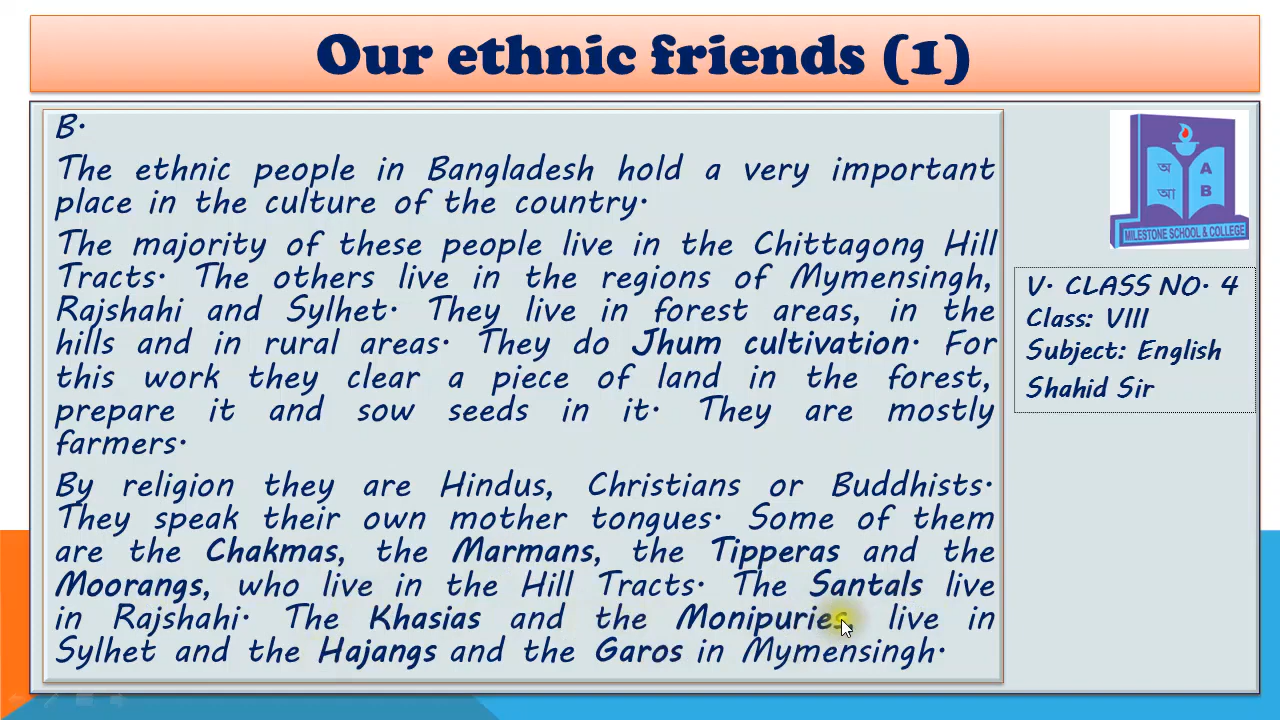 Our ethnic friends (1)
B.
The ethnic people in Bangladesh hold a very important
place in the culture of the country.
The majority of these people live in the Chittagong Hill
Tracts. The others live in the regions of Mymensingh,
Rajshahi and Sylhet. They live in forest areas, in the
hills and in rural areas. They do Jhum cultivation. For
this work they clear a piece of land in the forest,
prepare it and sow seeds in it. They are mostly
farmers.
By religion they are Hindus, Christians or Buddhists.
They speak their own mother tongues. Some of them
are the Chakmas, the Marmans, the Tipperas and the
Moorangs, who live in the Hill Tracts. The Santals live
in Rajshahi. The Khasias and the Monipuries, live in
Sylhet and the Hajangs and the Garos in Mymensingh.
অ A
আ B
MILESTONE SCHOOL & COLLEGE
V. CLASS NO. 4
Class: VIII
Subject: English
Shahid Sir